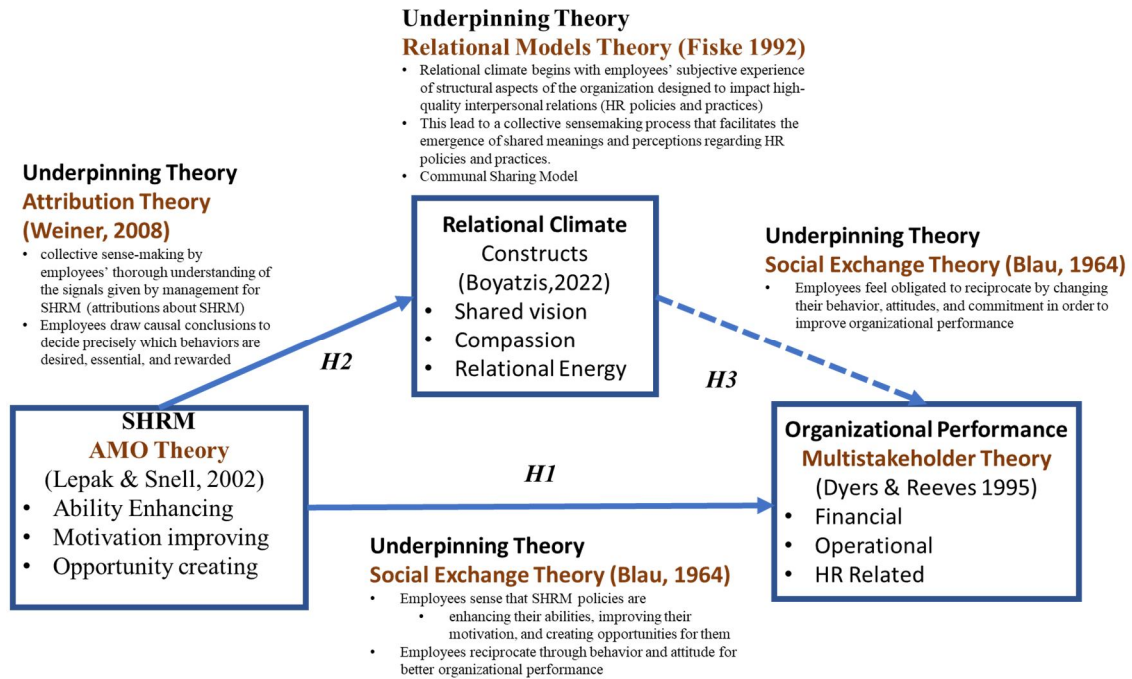 Underpinning Theory
Relational Models Theory (Fiske 1992)
• Relational climate begins with employees’ subjective experience
of structural aspects of the organization designed to impact high-
quality interpersonal relations (HR policies and practices)
• This lead to a collective sensemaking process that facilitates the
emergence of shared meanings and perceptions regarding HR
policies and practices.
• Communal Sharing Model
Underpinning Theory
Attribution Theory
(Weiner, 2008)
• collective sense-making by
employees’ thorough understanding of
the signals given by management for
SHRM (attributions about SHRM)
• Employees draw causal conclusions to
decide precisely which behaviors are
desired, essential, and rewarded
Relational Climate
Constructs
(Boyatzis,2022)
• Shared vision
• Compassion
• Relational Energy
Underpinning Theory
Social Exchange Theory (Blau, 1964)
• Employees feel obligated to reciprocate by changing
their behavior, attitudes, and commitment in order to
improve organizational performance
H2
H3
SHRM
AMO Theory
(Lepak & Snell, 2002)
• Ability Enhancing
• Motivation improving
• Opportunity creating
H1
Organizational Performance
Multistakeholder Theory
(Dyers & Reeves 1995)
• Financial
• Operational
• HR Related
Underpinning Theory
Social Exchange Theory (Blau, 1964)
• Employees sense that SHRM policies are
• enhancing their abilities, improving their
motivation, and creating opportunities for them
• Employees reciprocate through behavior and attitude for
better organizational performance